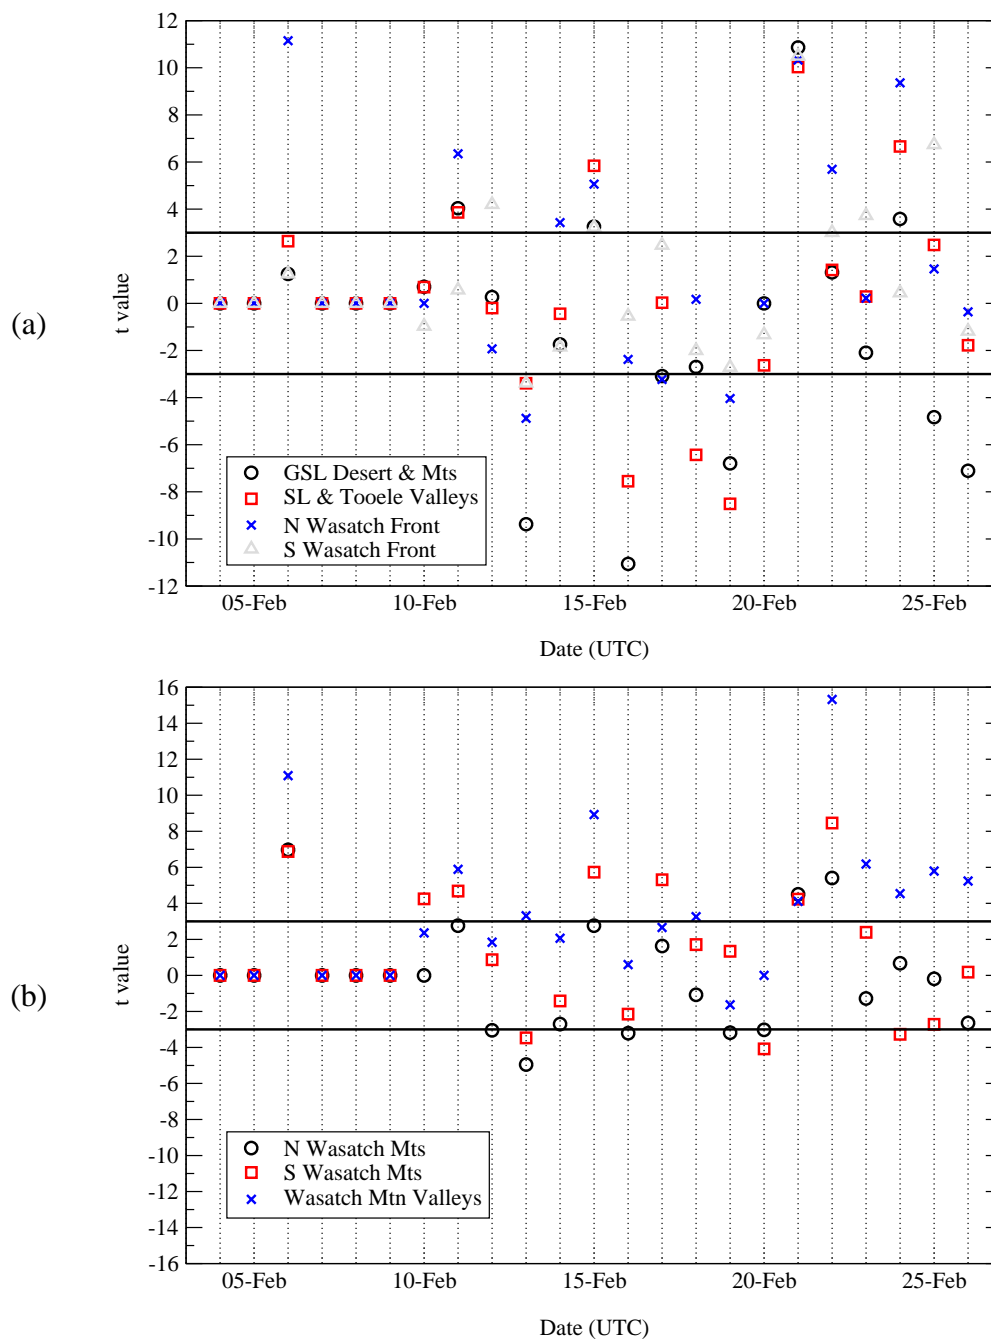 (a)
t value
12
10
8
6
4
2
0
-2
-4
-6
-8
-10
-12
GSL Desert & Mts
SL & Tooele Valleys
N Wasatch Front
S Wasatch Front
05-Feb 10-Feb 15-Feb 20-Feb 25-Feb
Date (UTC)
(b)
t value
16
14
12
10
8
6
4
2
0
-2
-4
-6
-8
-10
-12
-14
-16
N Wasatch Mts
S Wasatch Mts
Wasatch Mtn Valleys
05-Feb 10-Feb 15-Feb 20-Feb 25-Feb
Date (UTC)